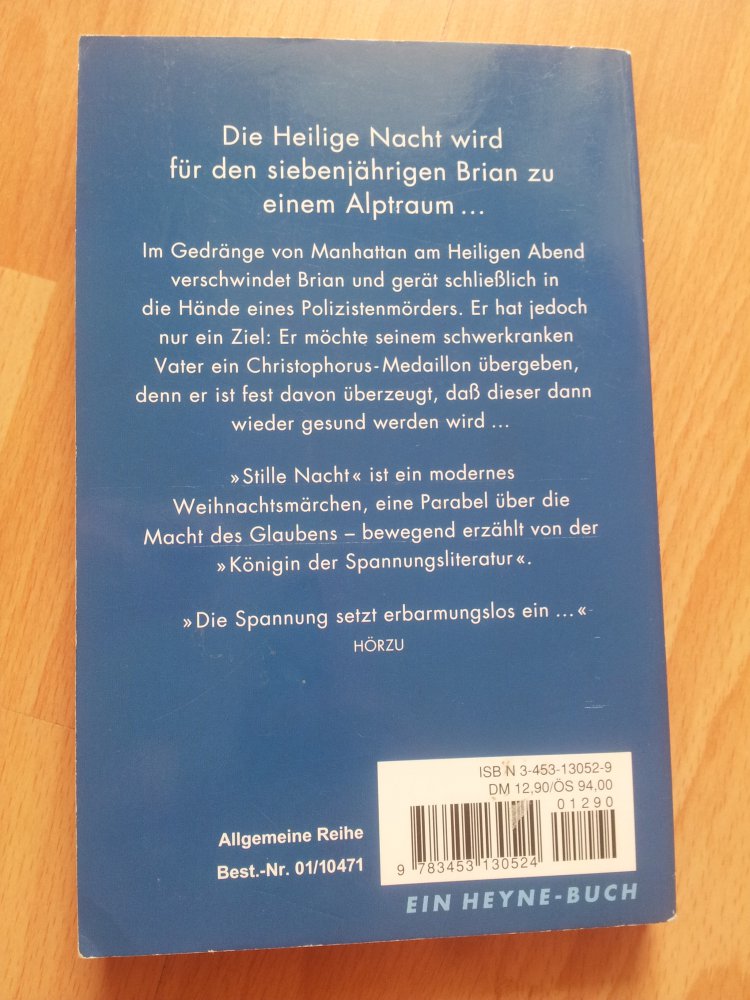 Die Heilige Nacht wird
für den siebenjährigen Brian zu
einem Alptraum ...
Im Gedränge von Manhattan am Heiligen Abend
verschwindet Brian und gerät schließlich in
die Hände eines Polizistenmörders. Er hat jedoch
nur ein Ziel: Er möchte seinem schwerkranken
Vater ein Christophorus-Medaillon übergeben,
denn er ist fest davon überzeugt, daß dieser dann
wieder gesund werden wird ...
»Stille Nacht« ist ein modernes
Weihnachtsmärchen, eine Parabel über die
Macht des Glaubens – bewegend erzählt von der
»Königin der Spannungsliteratur«.
»Die Spannung setzt erbarmungslos ein ...«
HÖRZU
ISBN 3-453-13052-9
DM 12,90/ÖS 94,00
01290
9 783453 130524
Allgemeine Reihe
Best.-Nr. 01/10471
EIN HEYNE-BUCH